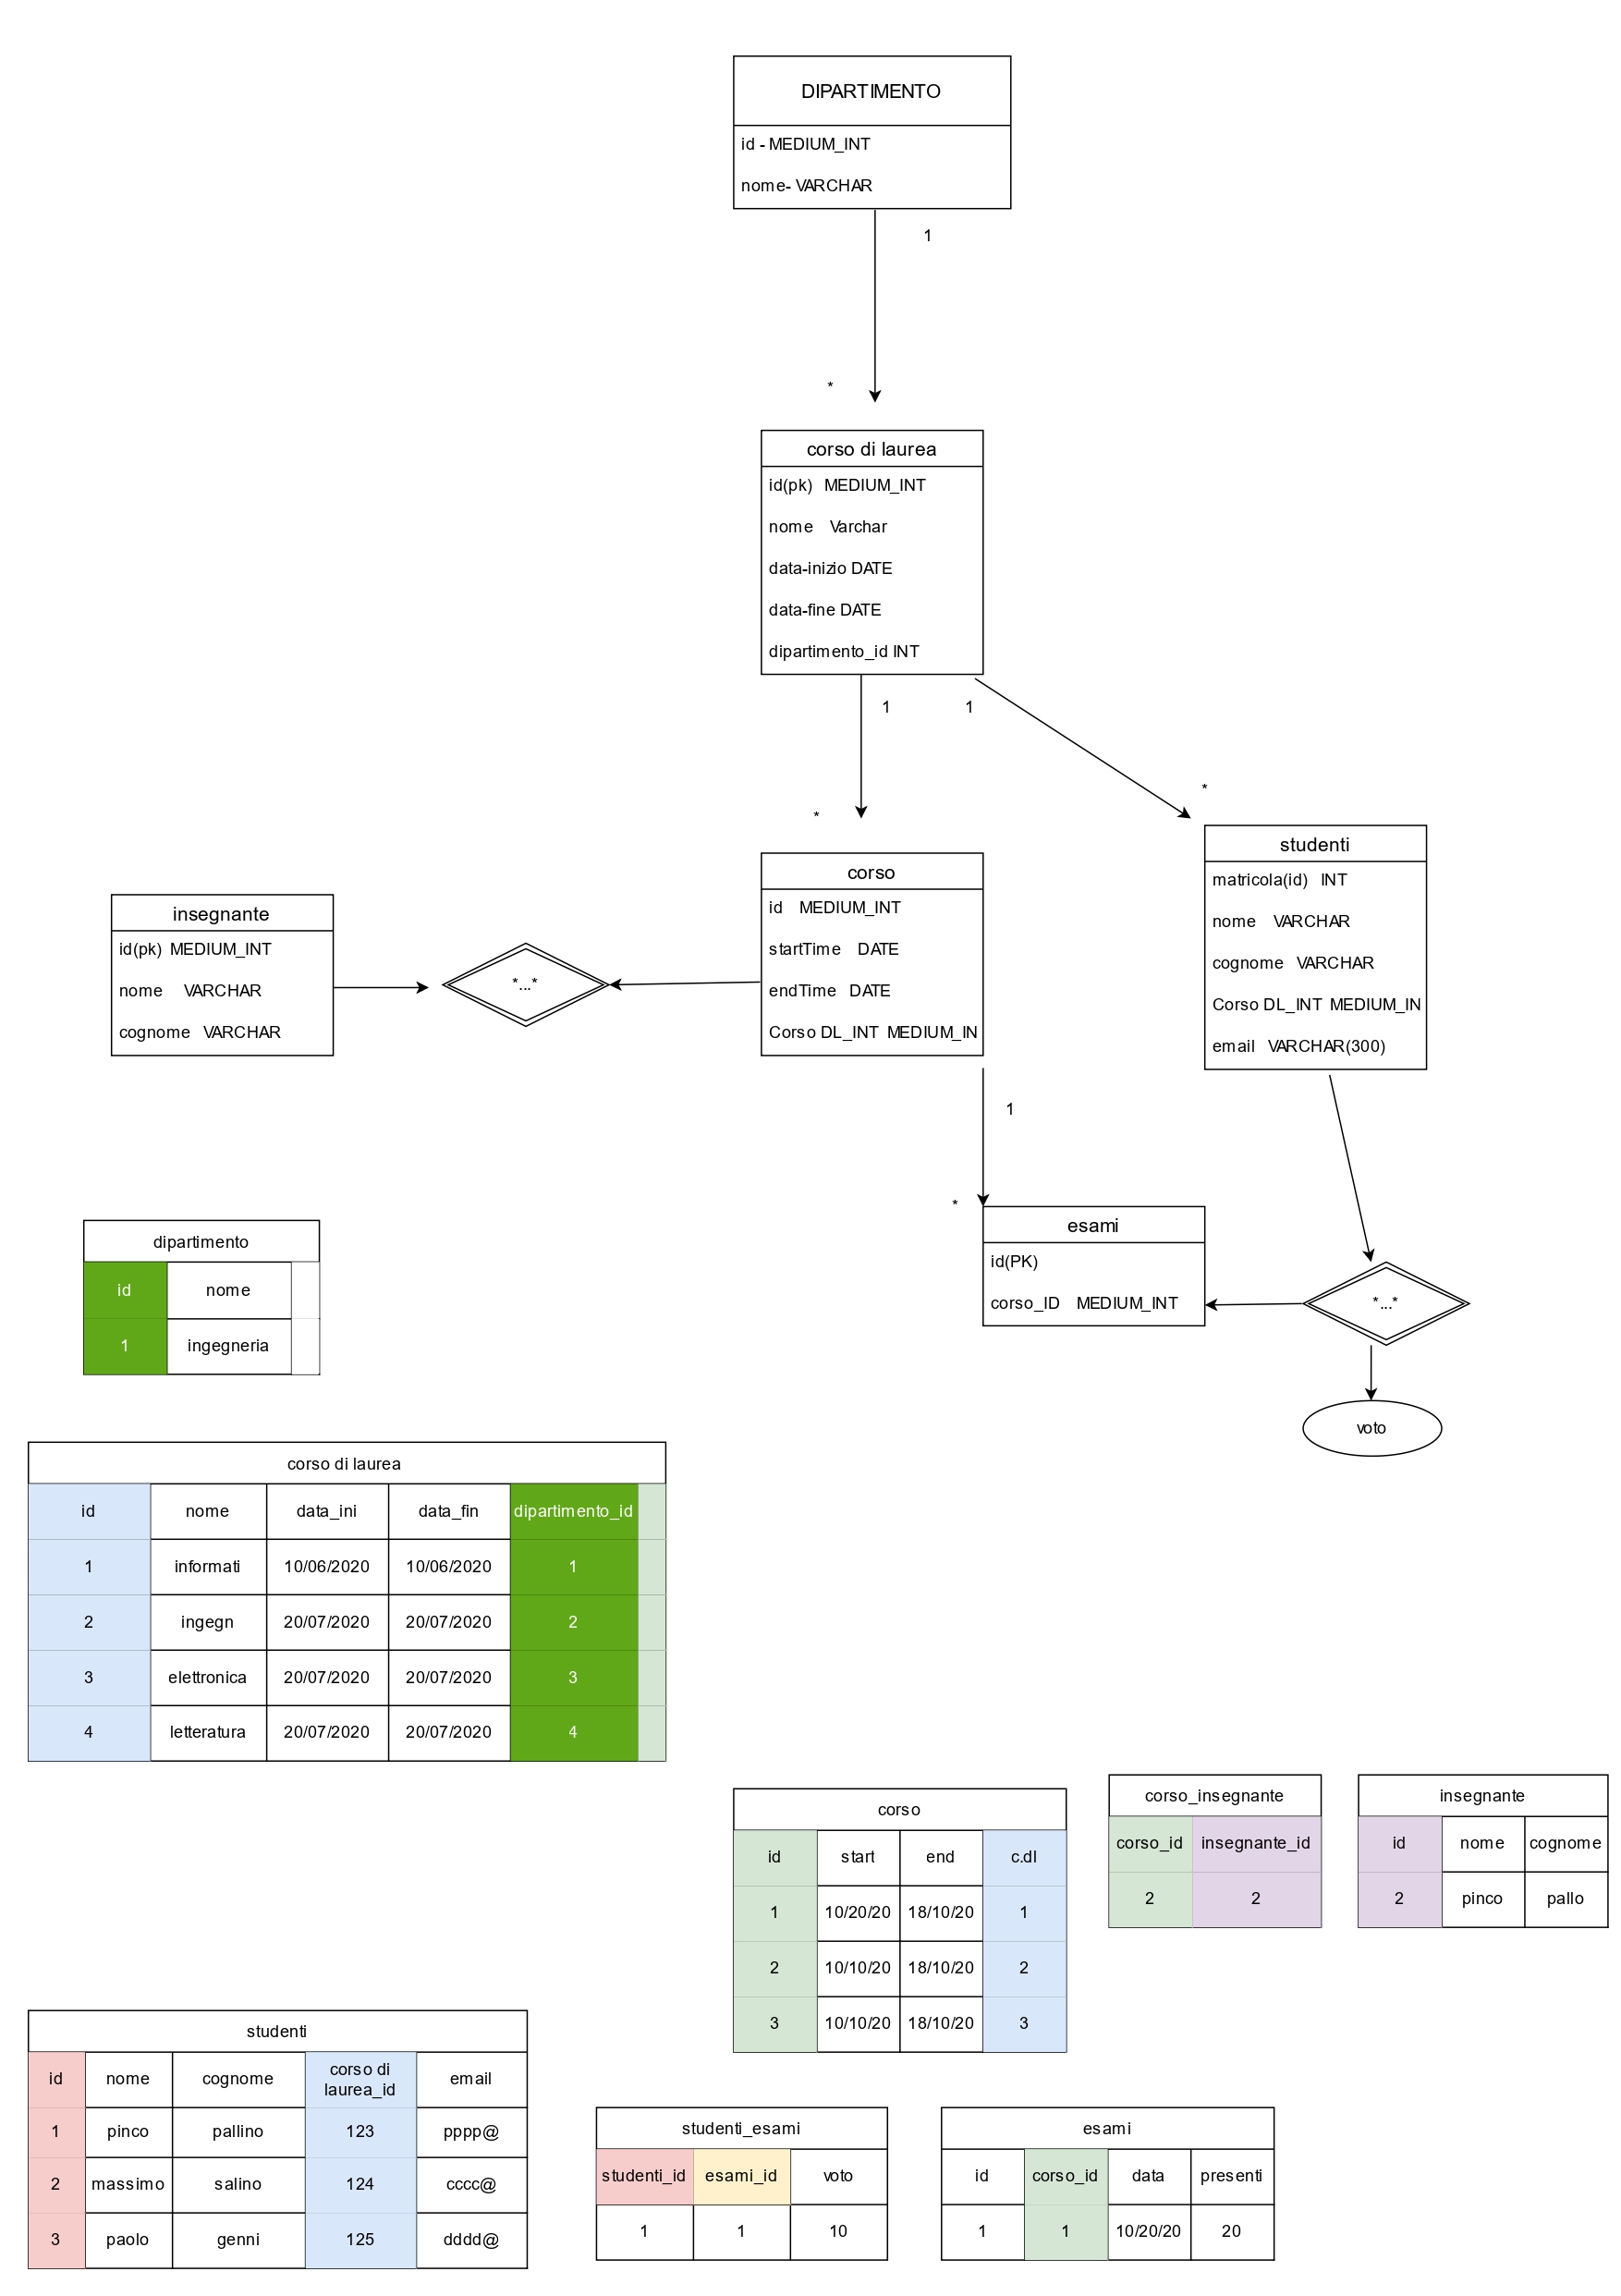 DIPARTIMENTO
id - MEDIUM_INT
nome- VARCHAR
1
*
corso di laurea
id(pk) MEDIUM_INT
nome Varchar
data-inizio DATE
data-fine DATE
dipartimento_id INT
1
1
*
*
studenti
matricola(id) INT
nome VARCHAR
cognome VARCHAR
Corso DL_INT MEDIUM_IN
email VARCHAR(300)
corso
id MEDIUM_INT
startTime DATE
endTime DATE
Corso DL_INT MEDIUM_IN
insegnante
id(pk) MEDIUM_INT
nome VARCHAR
cognome VARCHAR
*...*
1
*
esami
id(PK)
corso_ID MEDIUM_INT
*...*
voto
dipartimento
id nome
1 ingegneria
corso di laurea
id nome data_ini data_fin dipartimento_id
1 informati 10/06/2020 10/06/2020 1
2 ingegn 20/07/2020 20/07/2020 2
3 elettronica 20/07/2020 20/07/2020 3
4 letteratura 20/07/2020 20/07/2020 4
corso
id start end c.dl
1 10/20/20 18/10/20 1
2 10/10/20 18/10/20 2
3 10/10/20 18/10/20 3
corso_insegnante
corso_id insegnante_id
2 2
insegnante
id nome cognome
2 pinco pallo
studenti
id nome cognome corso di
laurea_id email
1 pinco pallino 123 pppp@
2 massimo salino 124 cccc@
3 paolo genni 125 dddd@
studenti_esami
studenti_id esami_id voto
1 1 10
esami
id corso_id data presenti
1 1 10/20/20 20